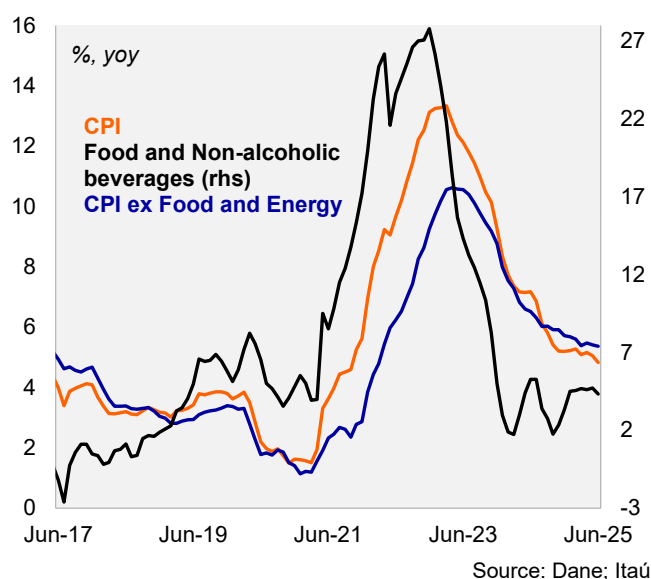 %, yoy
CPI
Food and Non-alcoholic
beverages (rhs)
CPI ex Food and Energy
16
14
12
10
8
6
4
2
0
27
22
17
12
7
2
-3
Jun-17
Jun-19
Jun-21
Jun-23
Jun-25
Source: Dane; Itaú